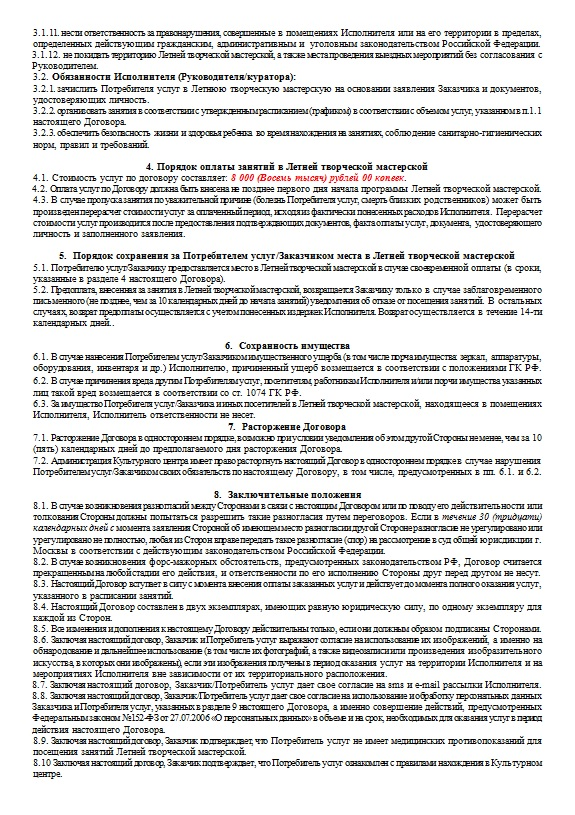 3.1.11. нести ответственность за правонарушения, совершенные в помещениях Исполнителя или на его территории в пределах,
определенных действующим гражданским, административным и уголовным законодательством Российской Федерации.
3.1.12. не покидать территорию Летней творческой мастерской, а также места проведения выездных мероприятий без согласования с
Руководителем.
3.2. Обязанности Исполнителя (Руководителя/куратора):
3.2.1. зачислить Потребителя услуг в Летнюю творческую мастерскую на основании заявления Заказчика и документов,
удостоверяющих личность.
3.2.2. организовать занятия в соответствии с утвержденным расписанием (графиком) в соответствии с объемом услуг, указанном в п.1.1
настоящего Договора.
3.2.3. обеспечить безопасность жизни и здоровья ребенка во время нахождения на занятиях, соблюдение санитарно-гигиенических
норм, правил и требований.
4. Порядок оплаты занятий в Летней творческой мастерской
4.1. Стоимость услуг по договору составляет: 8 000 (Восемь тысяч) рублей 00 копеек.
4.2. Оплата услуг по Договору должна быть внесена не позднее первого дня начала программы Летней творческой мастерской.
4.3. В случае пропуска занятия по уважительной причине (болезнь Потребителя услуг, смерть близких родственников) может быть
произведен перерасчет стоимости услуг за оплаченный период, исходя из фактически понесенных расходов Исполнителя. Перерасчет
стоимости услуг производится после предоставления подтверждающих документов, факта оплаты услуг, документа, удостоверяющего
личность и заполненного заявления.
5. Порядок сохранения за Потребителем услуг/Заказчиком места в Летней творческой мастерской
5.1. Потребителю услуг/Заказчику предоставляется место в Летней творческой мастерской в случае своевременной оплаты (в сроки,
указанные в разделе 4 настоящего Договора).
5.2. Предоплата, внесенная за занятия в Летней творческой мастерской, возвращается Заказчику только в случае заблаговременного
письменного (не позднее, чем за 10 календарных дней до начала занятий) уведомления об отказе от посещения занятий. В остальных
случаях, возврат предоплаты осуществляется с учетом понесенных издержек Исполнителя. Возврат осуществляется в течение 14-ти
календарных дней..
6. Сохранность имущества
6.1. В случае нанесения Потребителем услуг/Заказчиком имущественного ущерба (в том числе порча имущества: зеркал, аппаратуры,
оборудования, инвентаря и др.) Исполнителю, причиненный ущерб возмещается в соответствии с положениями ГК РФ.
6.2. В случае причинения вреда другим Потребителям услуг, посетителям, работникам Исполнителя и/или порчи имущества указанных
лиц такой вред возмещается в соответствии со ст. 1074 ГК РФ.
6.3. За имущество Потребителя услуг/Заказчика и иных посетителей в Летней творческой мастерской, находящееся в помещениях
Исполнителя, Исполнитель ответственности не несет.
7. Расторжение Договора
7.1. Расторжение Договора в одностороннем порядке, возможно при условии уведомления об этом другой Стороны не менее, чем за 10
(пять) календарных дней до предполагаемого дня расторжения Договора.
7.2. Администрация Культурного центра имеет право расторгнуть настоящий Договор в одностороннем порядке в случае нарушения
Потребителем услуг/Заказчиком своих обязательств по настоящему Договору, в том числе, предусмотренных в пп. 6.1. и 6.2.
8. Заключительные положения
8.1. В случае возникновения разногласий между Сторонами в связи с настоящим Договором или по поводу его действительности или
толкования Стороны должны попытаться разрешить такие разногласия путем переговоров. Если в течение 30 (тридцати)
календарных дней с момента заявления Стороной об имеющем место разногласии другой Стороне разногласие не урегулировано или
урегулировано не полностью, любая из Сторон вправе передать такое разногласие (спор) на рассмотрение в суд общей юрисдикции г.
Москвы в соответствии с действующим законодательством Российской Федерации.
8.2. В случае возникновения форс-мажорных обстоятельств, предусмотренных законодательством РФ, Договор считается
прекращенным на любой стадии его действия, и ответственности по его исполнению Стороны друг перед другом не несут.
8.3. Настоящий Договор вступает в силу с момента внесения оплаты заказанных услуг и действует до момента полного оказания услуг,
указанного в расписании занятий.
8.4. Настоящий Договор составлен в двух экземплярах, имеющих равную юридическую силу, по одному экземпляру для
каждой из Сторон.
8.5. Все изменения и дополнения к настоящему Договору действительны только, если они должным образом подписаны Сторонами.
8.6. Заключая настоящий договор, Заказчик и Потребитель услуг выражают согласие на использование их изображений, а именно на
обнародование и дальнейшее использование (в том числе их фотографий, а также видеозаписи или произведения изобразительного
искусства, в которых они изображены), если эти изображения получены в период оказания услуг на территории Исполнителя и на
мероприятиях Исполнителя вне зависимости от их территориального расположения.
8.7. Заключая настоящий договор, Заказчик/Потребитель услуг дает свое согласие на sms и e-mail рассылки Исполнителя.
8.8. Заключая настоящий договор, Заказчик/Потребитель услуг дает свое согласие на использование и обработку персональных данных
Заказчика и Потребителя услуг, указанных в разделе 9 настоящего Договора, а именно совершение действий, предусмотренных
Федеральным законом №152-ФЗ от 27.07.2006 «О персональных данных» в объеме и на срок, необходимых для оказания услуг в период
действия настоящего Договора.
8.9. Заключая настоящий договор, Заказчик подтверждает, что Потребитель услуг не имеет медицинских противопоказаний для
посещения занятий Летней творческой мастерской.
8.10 Заключая настоящий договор, Заказчик подтверждает, что Потребитель услуг ознакомлен с правилами нахождения в Культурном
центре.